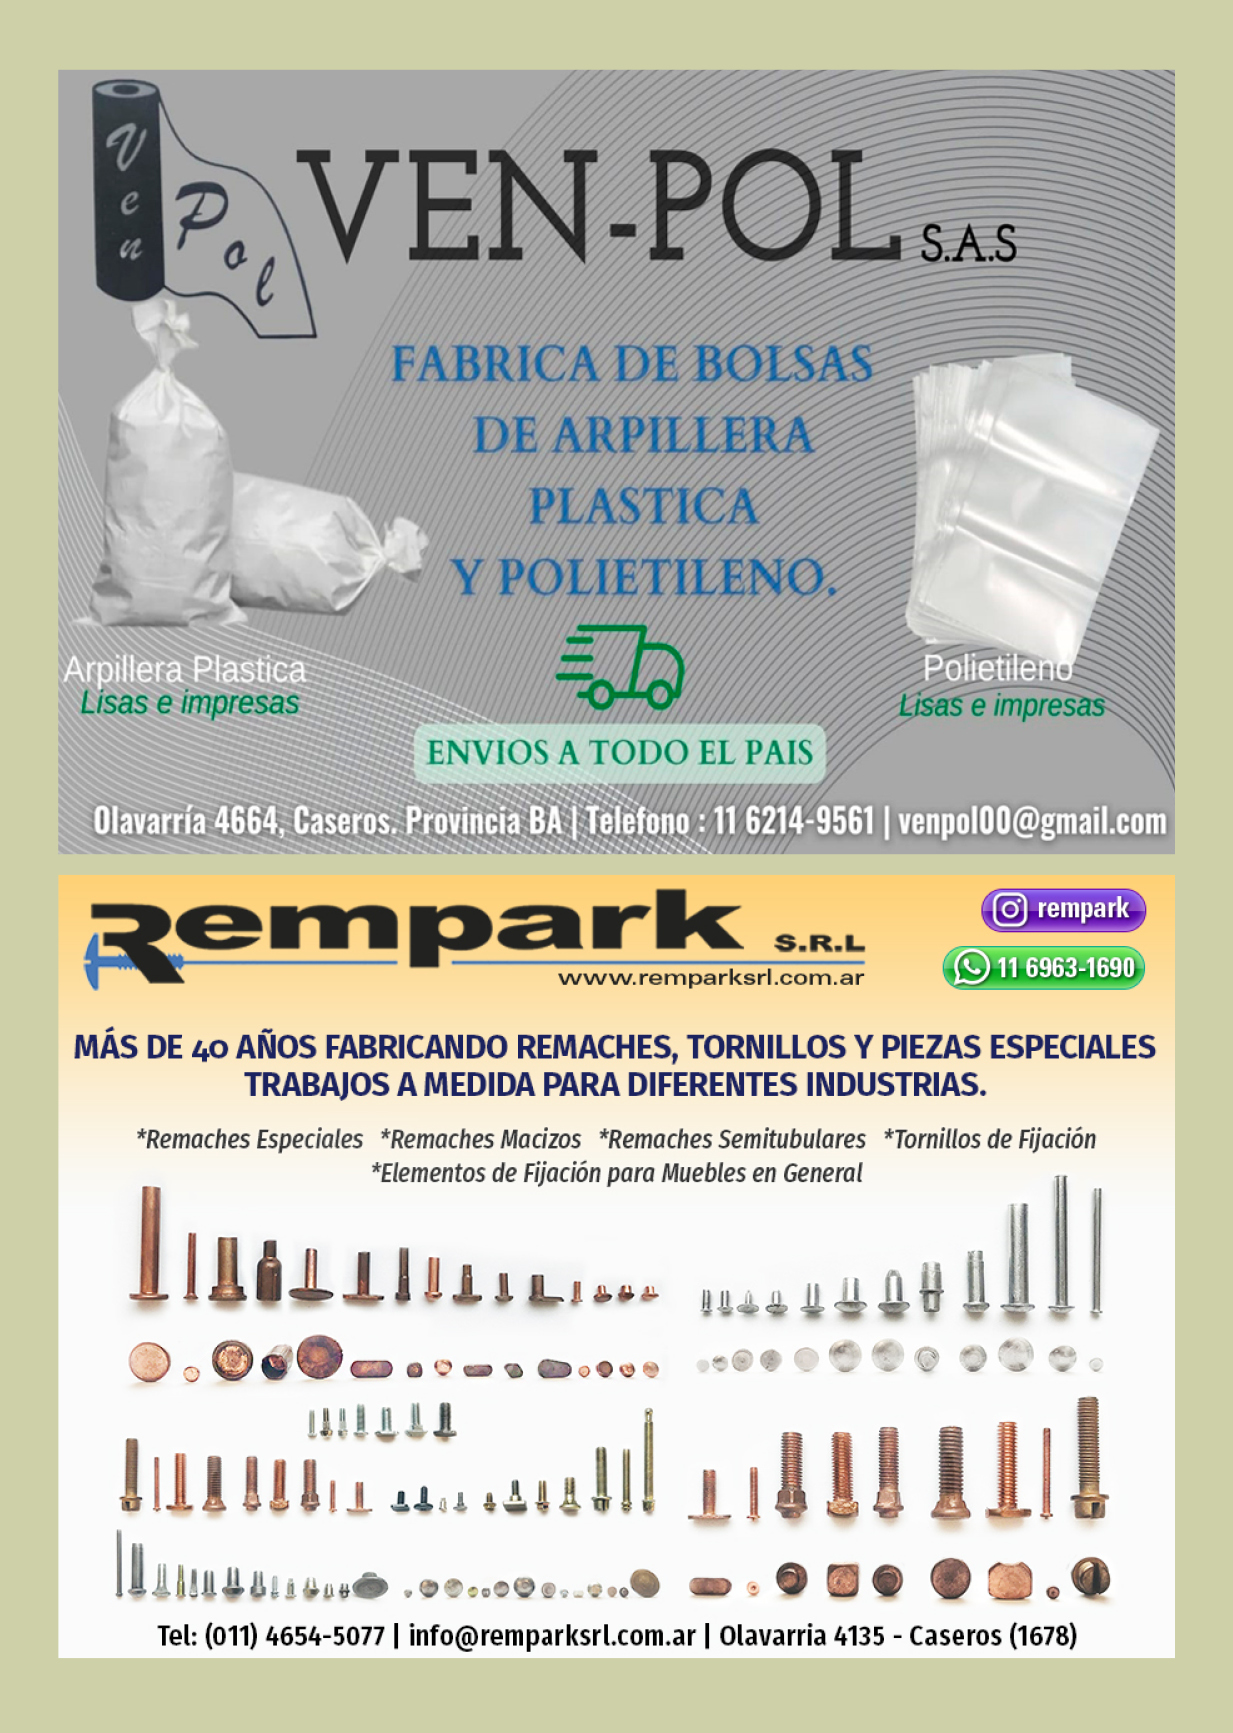 Ven
Pol
VEN-POL S.A.S
FABRICA DE BOLSAS
DE ARPILLERA
PLASTICA
Y POLIETILENO.
Arpillera Plastica
Lisas e impresas
Polietileno
Lisas e impresas
ENVIOS A TODO EL PAIS
Olavarría 4664, Caseros. Provincia BA | Telefono : 11 6214-9561 | venpol00@gmail.com
Rempark S.R.L
www.remparksrl.com.ar
rempark
11 6963-1690
MÁS DE 40 AÑOS FABRICANDO REMACHES, TORNILLOS Y PIEZAS ESPECIALES
TRABAJOS A MEDIDA PARA DIFERENTES INDUSTRIAS.
*Remaches Especiales *Remaches Macizos *Remaches Semitubulares *Tornillos de Fijación
*Elementos de Fijación para Muebles en General
Tel: (011) 4654-5077 | info@remparksrl.com.ar | Olavarria 4135 - Caseros (1678)